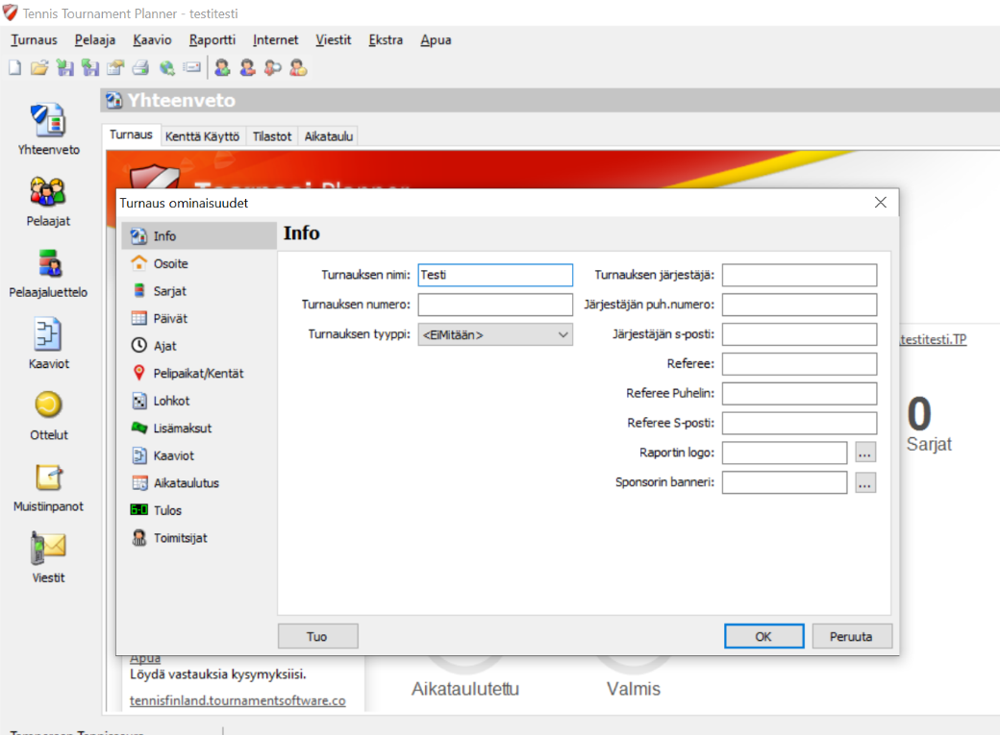 Tennis Tournament Planner - testitesti
Turnaus Pelaaja Kaavio Raportti Internet Viestit Ekstra Apua
Yhteenveto
Turnaus Kenttä Käyttö Tilastot Aikataulu
Yhteenveto
Pelaajat
Pelaajaluettelo
Kaaviot
Ottelut
Muistiinpanot
Viestit
Planner
Turnaus ominaisuudet
Info
Osoite
Sarjat
Päivät
Ajat
Pelipaikat/Kentät
Lohkot
Lisämaksut
Kaaviot
Aikataulutus
6-0 Tulos
Toimitsijat
Info
Turnauksen nimi: Testi
Turnauksen numero:
Turnauksen tyyppi: <EiMitään>
Turnauksen järjestäjä:
Järjestäjän puh.numero:
Järjestäjän s-posti:
Referee:
Referee Puhelin:
Referee S-posti:
Raportin logo: ...
Sponsorin banneri: ...
Tuo OK Peruuta
testitesti.TP
0
Sarjat
Apua
Löydä vastauksia kysymyksiisi.
tennisfinland.tournamentsoftware.co
Aikataulutettu Valmis